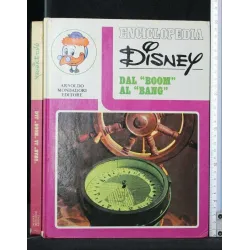 ENCICLOPEDIA
DISNEY
DAL "BOOM"
AL "BANG"
ARNOLDO
MONDADORI
EDITORE